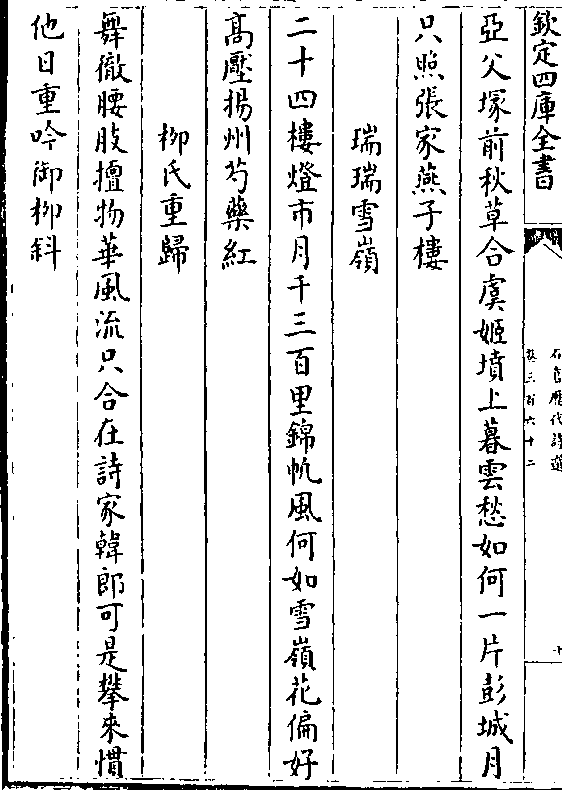 欽定四庫全書
石倉歷代詩選
卷三百六十二
十
亞父塚前秋草合虞姬墳上暮雲愁如何一片彭城月
只照張家燕子樓
瑞瑞雪嶺
二十四樓燈市月千三百里錦帆風何如雪嶺花偏好
高壓揚州芍藥紅
柳氏重歸
舞徹腰肢擅物華風流只合在詩家韓郎可是攀來慣
他日重吟御柳斜